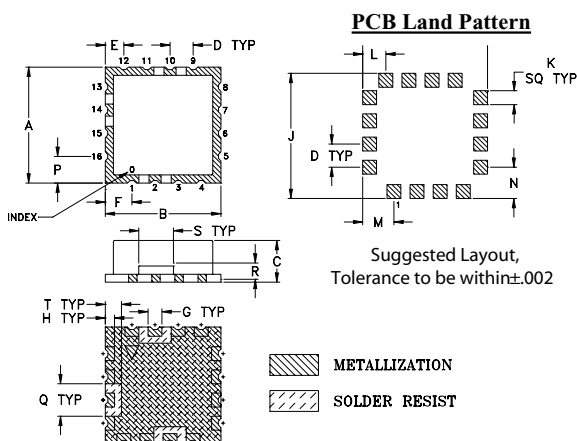 PCB Land Pattern
E
D TYP
12 11 10 9
13
14
15
16
8
7
6
5
A
P
0
1 2 3 4
INDEX
F
B
L
K
SQ TYP
J
D TYP
N
M
1
S TYP
R
C
Suggested Layout,
Tolerance to be within±.002
T TYP
H TYP
G TYP
Q TYP
METALLIZATION
SOLDER RESIST